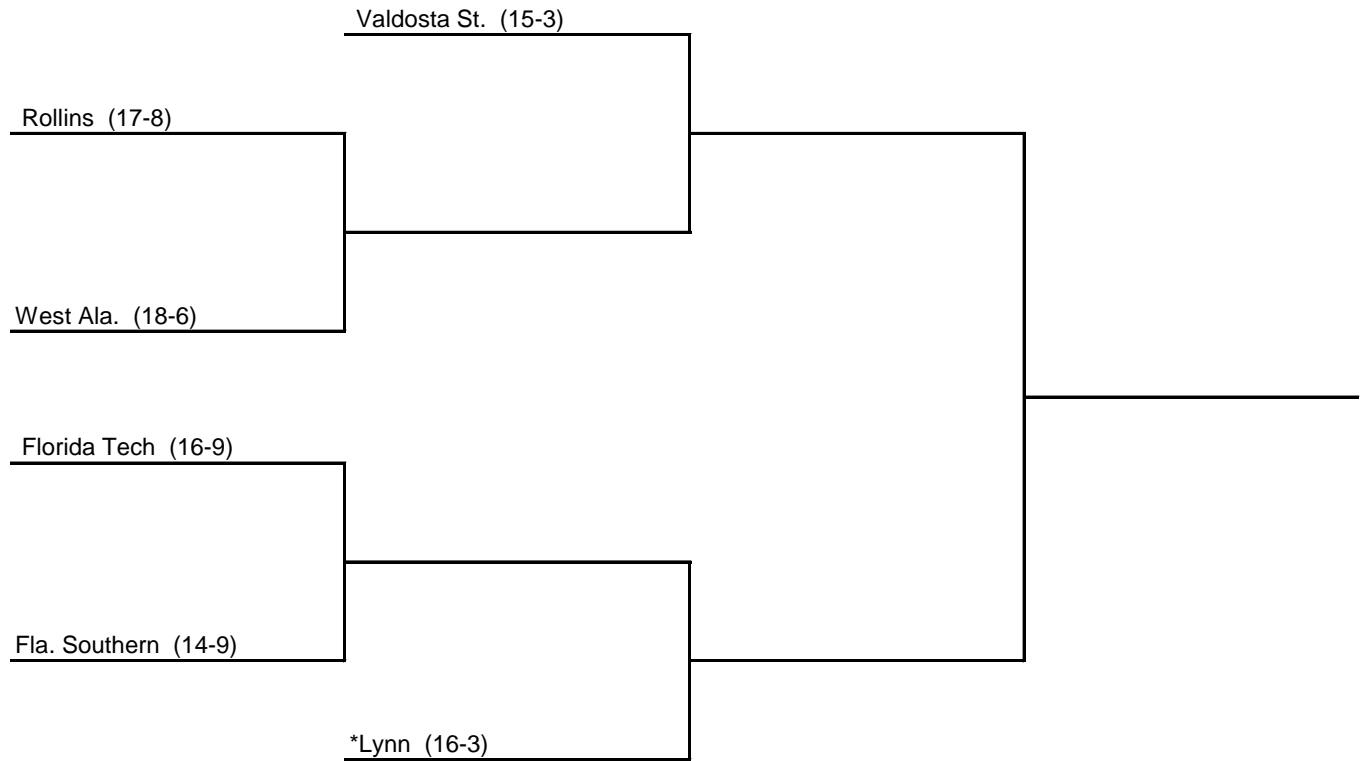 Valdosta St. (15-3)
Rollins (17-8)
West Ala. (18-6)
Florida Tech (16-9)
Fla. Southern (14-9)
*Lynn (16-3)